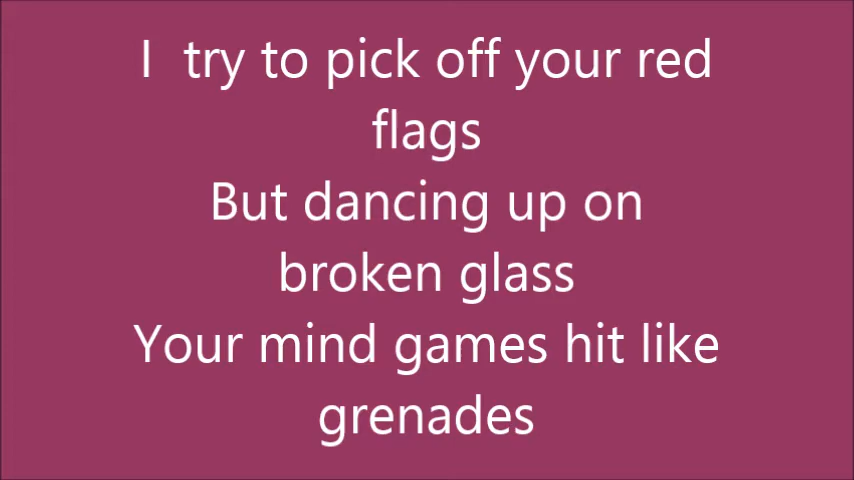 I  try to pick off your red
flags
But dancing up on
broken glass
Your mind games hit like
grenades